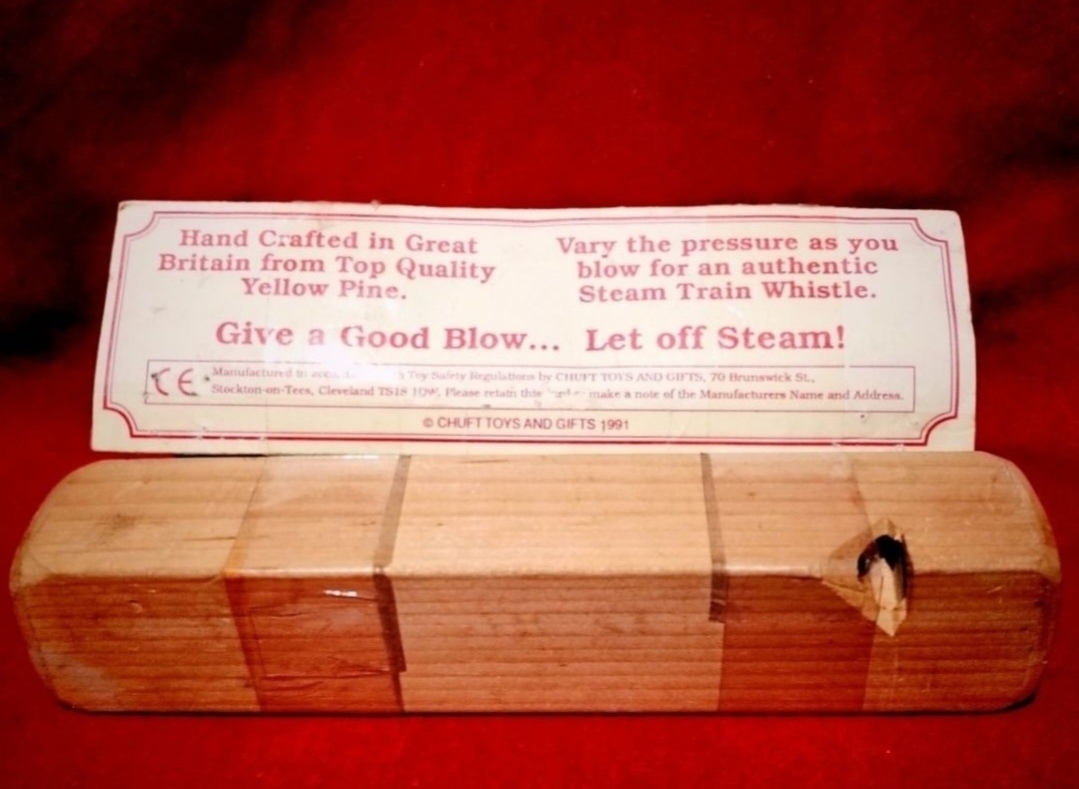 Hand Crafted in Great
Britain from Top Quality
Yellow Pine.
Vary the pressure as you
blow for an authentic
Steam Train Whistle.
Give a Good Blow... Let off Steam!
CE
Manufactured in Toy Safety Regulations by CHUFT TOYS AND GIFTS, 70 Brunswick St.,
Stockton-on-Tees, Cleveland TS18 Please retain this make a note of the Manufacturers Name and Address.
© CHUFT TOYS AND GIFTS 1991